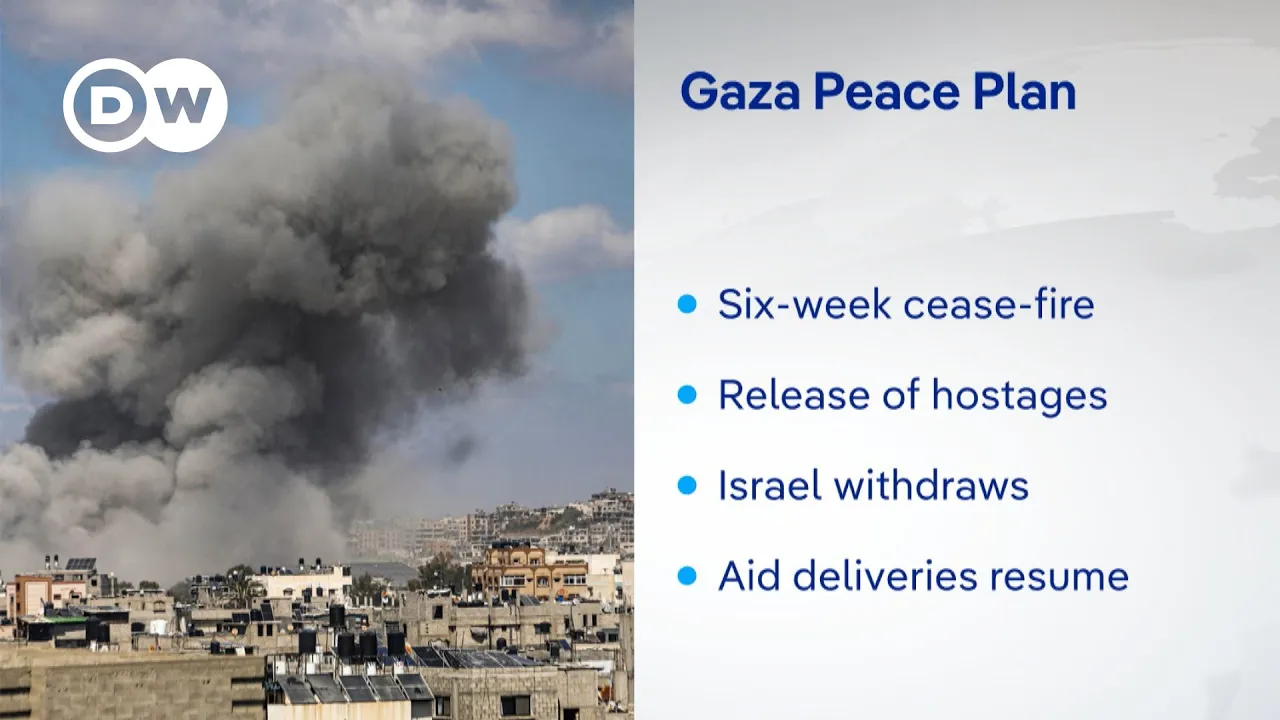 DW
Gaza Peace Plan
Six-week cease-fire
Release of hostages
Israel withdraws
Aid deliveries resume